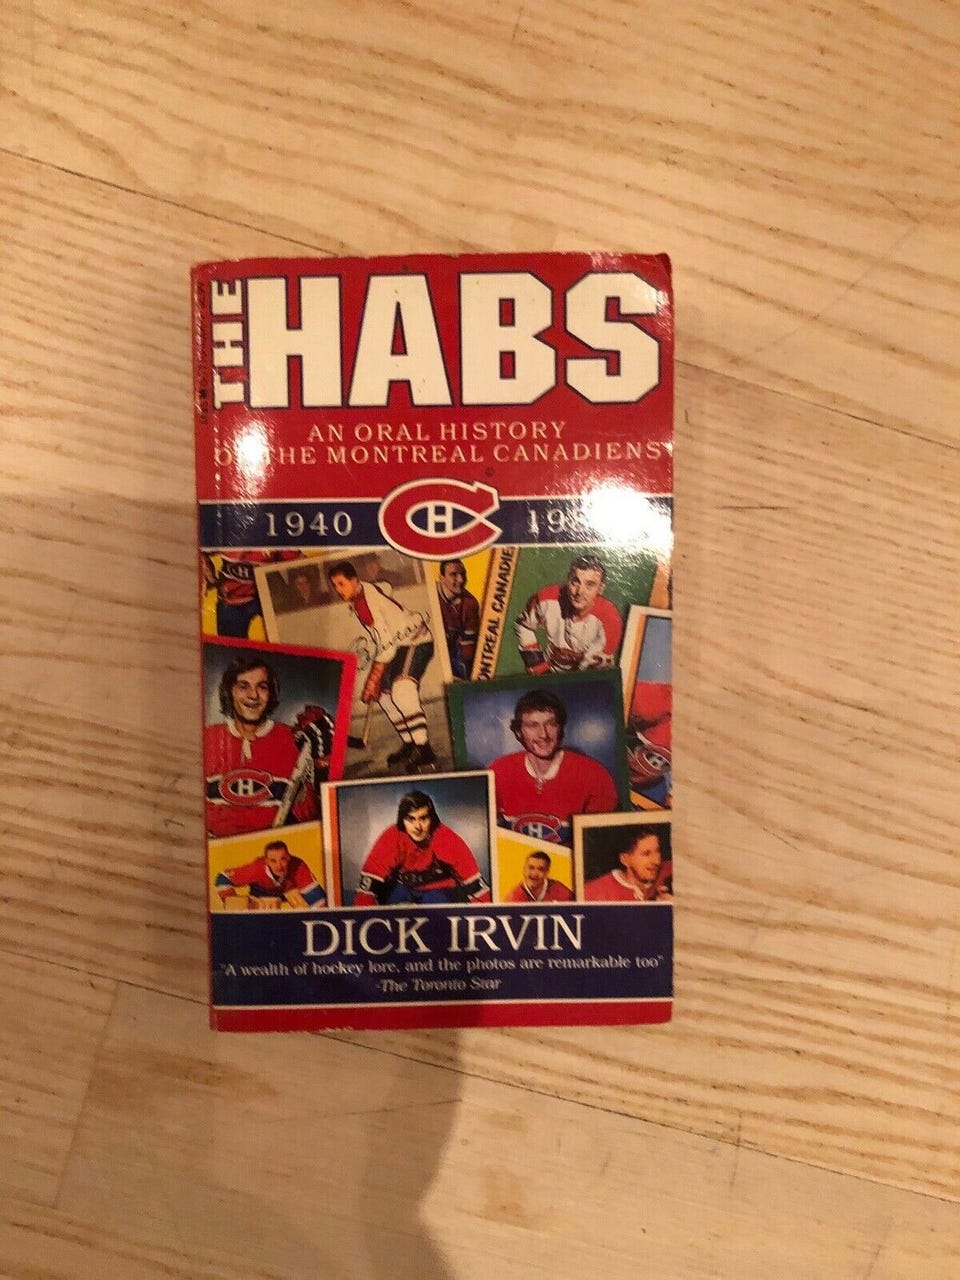 THE HABS
AN ORAL HISTORY
OF THE MONTREAL CANADIENS
1940
DICK IRVIN
"A wealth of hockey lore, and the photos are remarkable too"
-The Toronto Star
CH
MONTREAL CANADIE